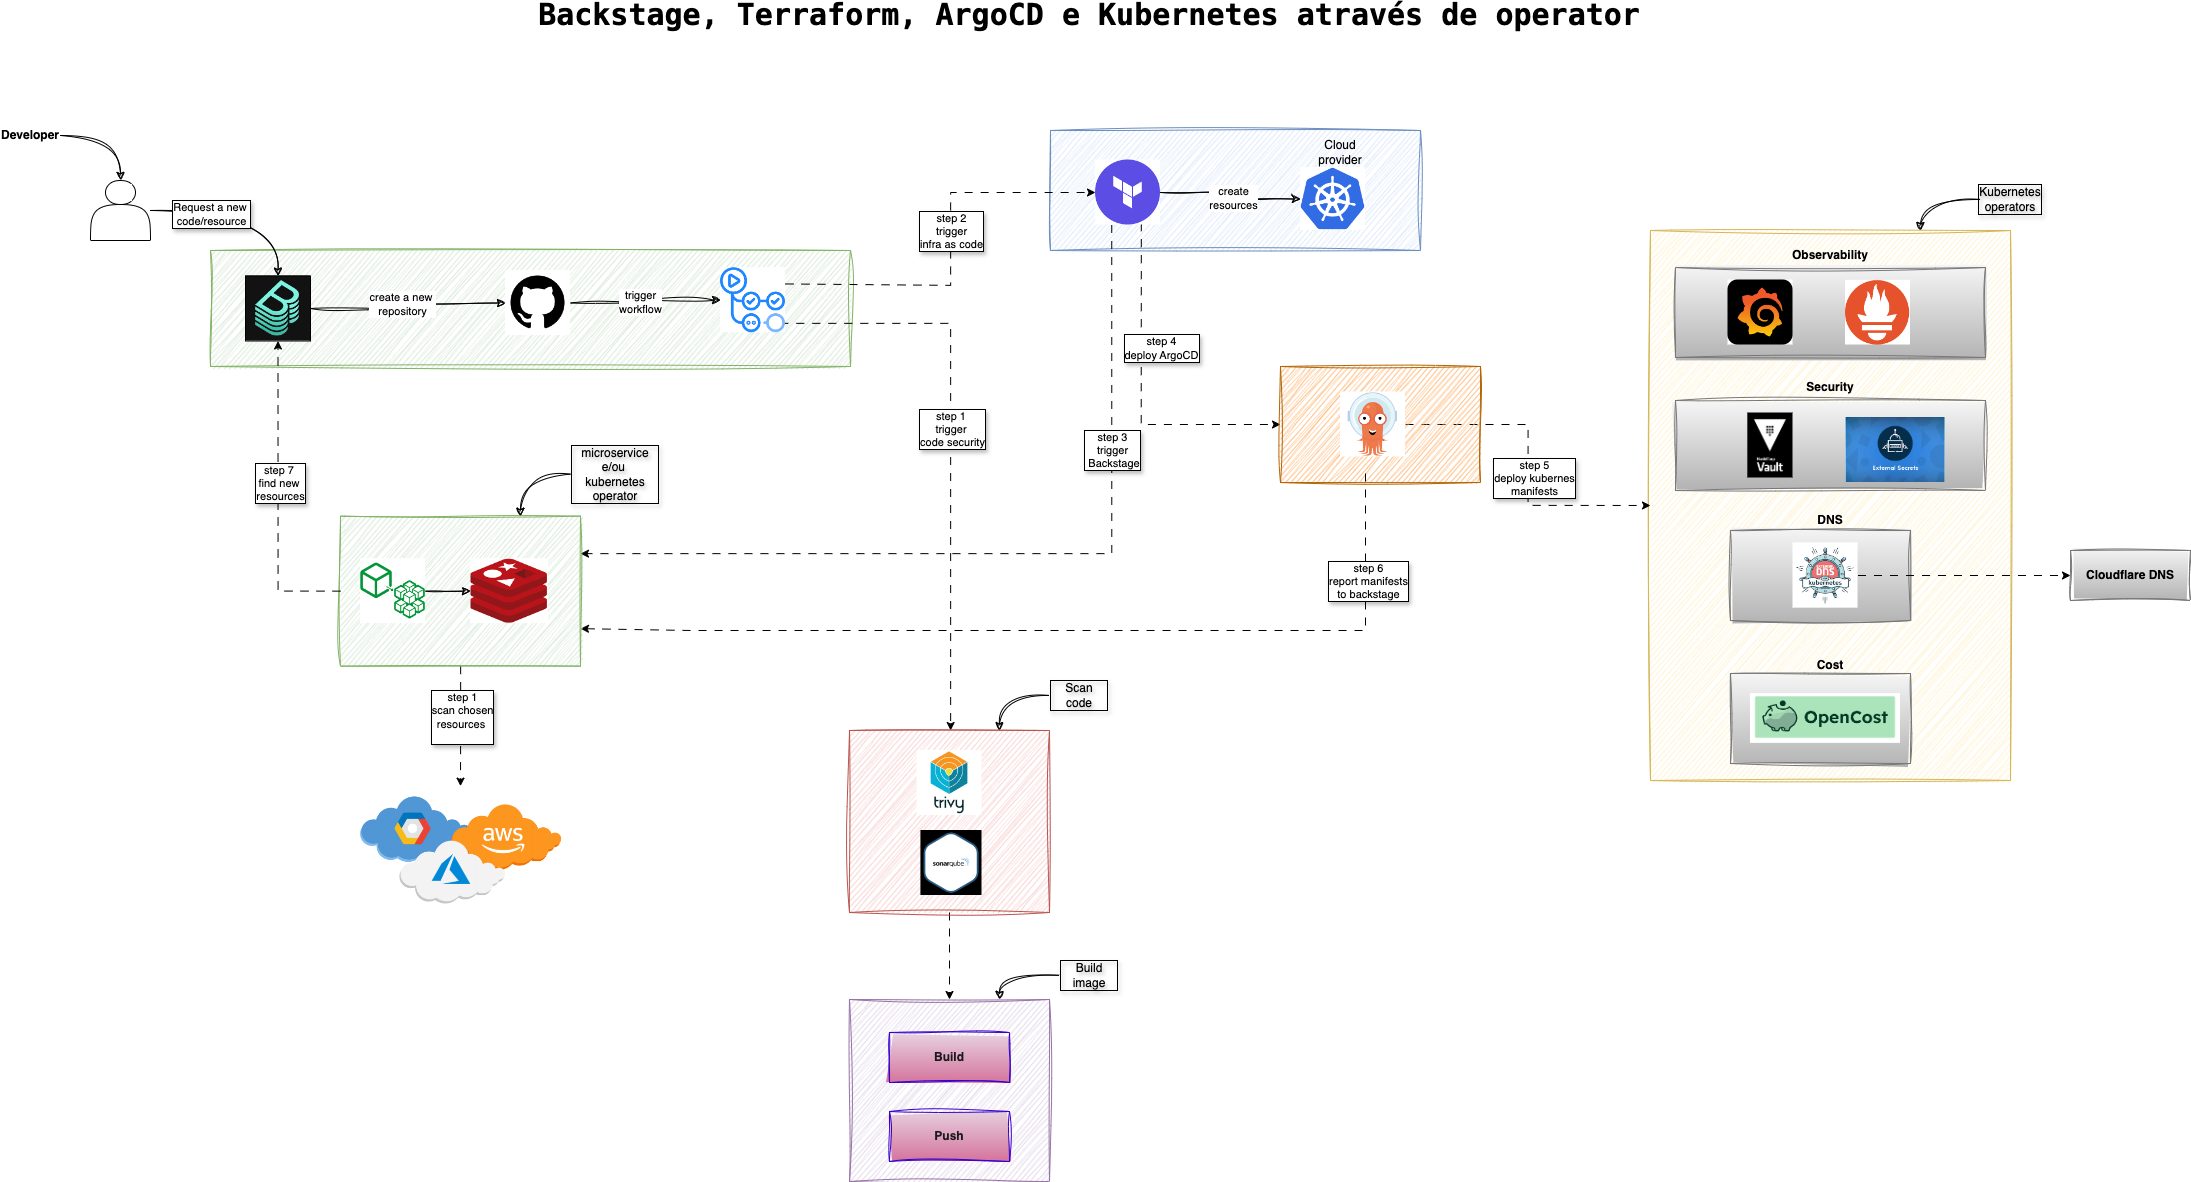 Backstage, Terraform, ArgoCD e Kubernetes através de operator
Developer
Request a new
code/resource
create a new
repository
trigger
workflow
step 2
trigger
infra as code
Cloud
provider
create
resources
Kubernetes
operators
Observability
step 4
deploy ArgoCD
step 1
trigger
code security
step 3
trigger
Backstage
step 5
deploy kubernes
manifests
Security
HashiCorp
Vault
External Secrets
step 7
find new
resources
microservic
e/ou
kubernetes
operator
DNS
DNS
kubernetes
Cloudflare DNS
step 6
report manifests
to backstage
Cost
OpenCost
step 1
scan chosen
resources
Scan
code
trivy
sonarqube
aws
Build
image
Build
Push